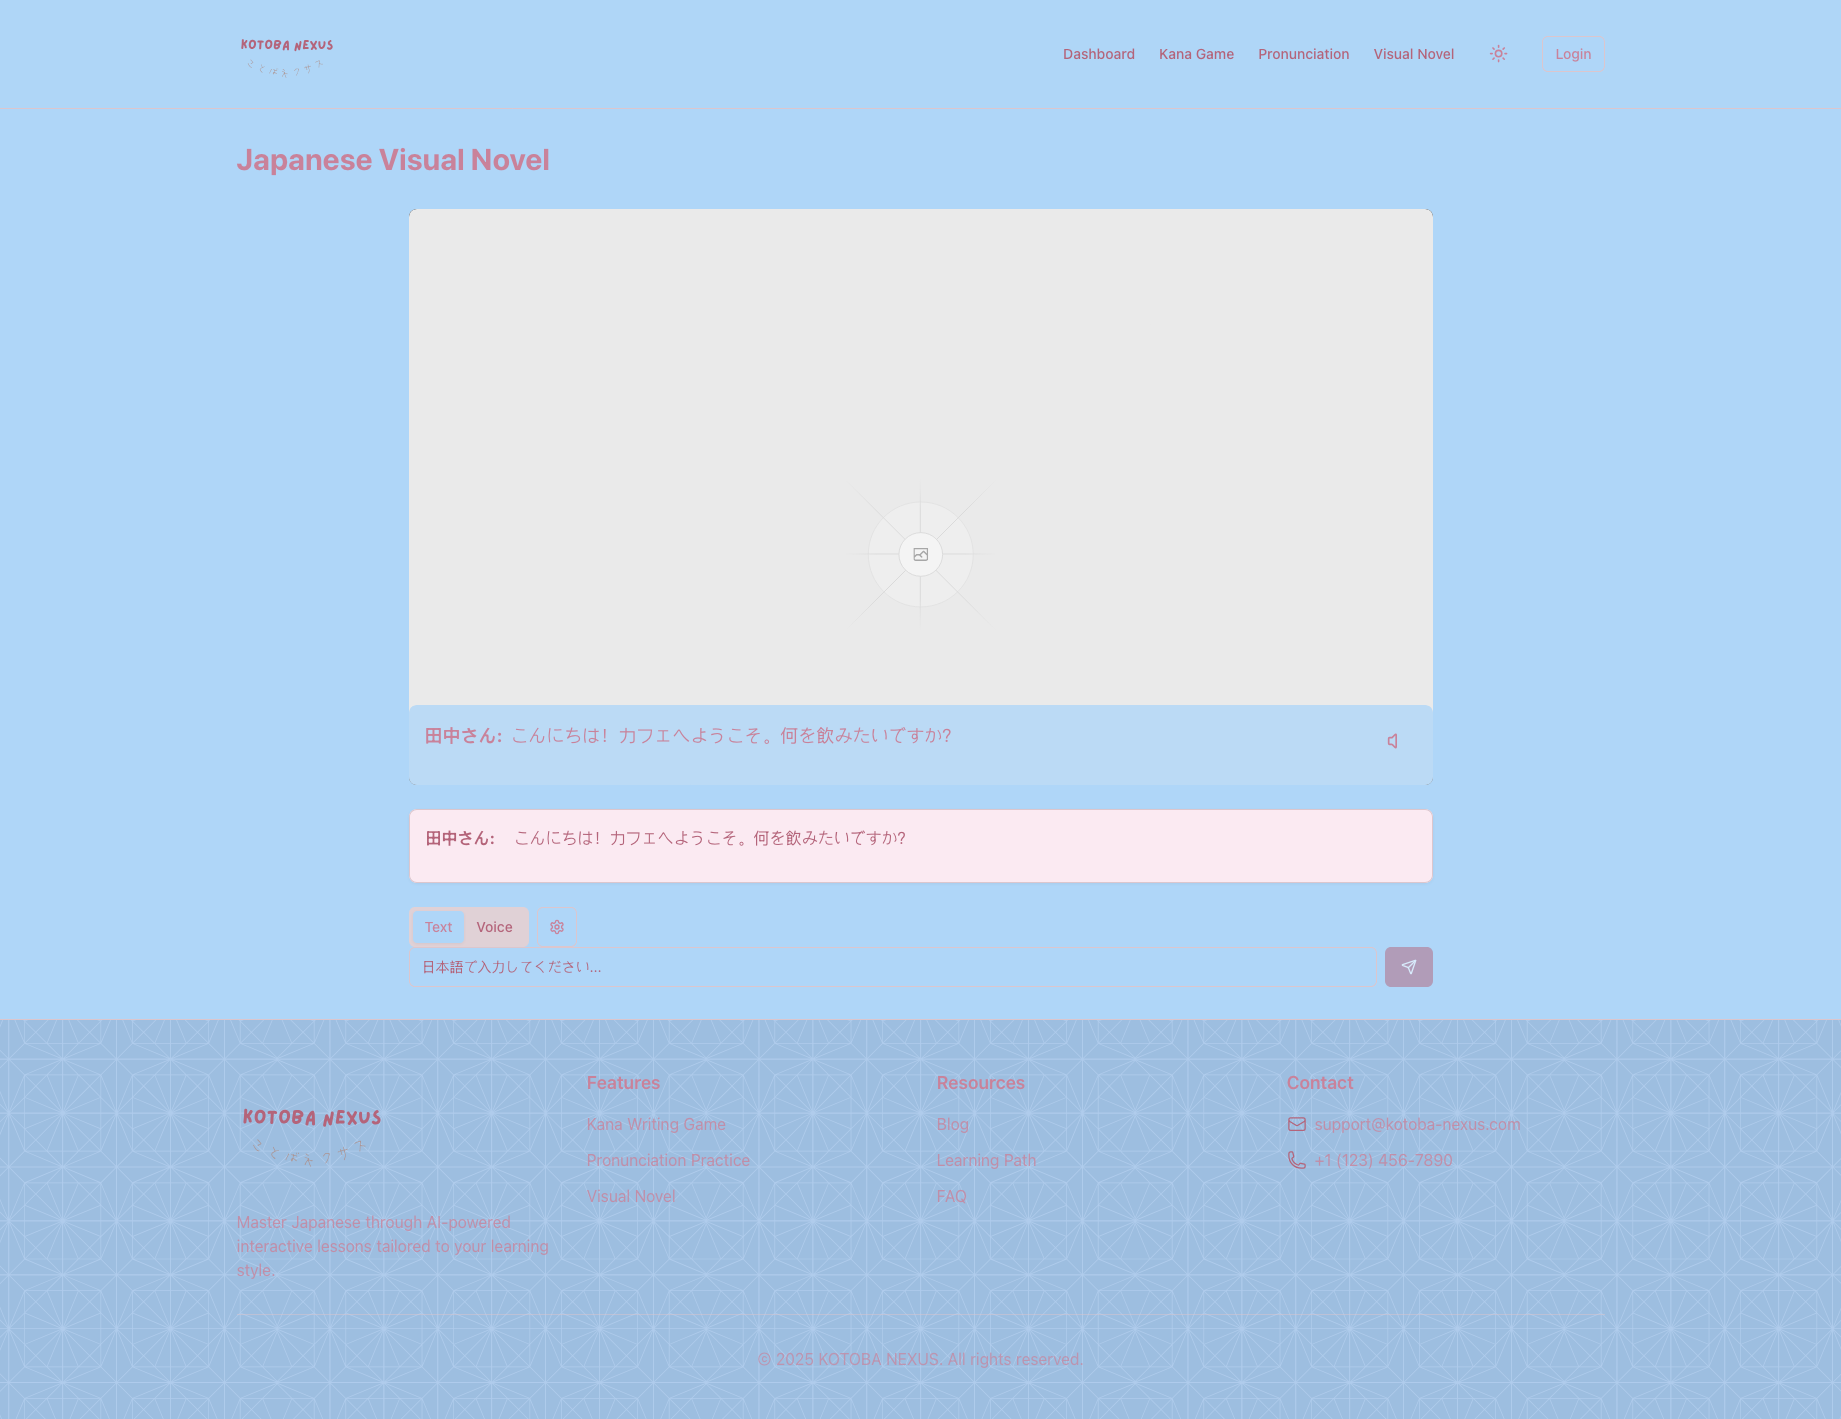 KOTOBA NEXUS
ことばネクサス
Dashboard Kana Game Pronunciation Visual Novel Login
Japanese Visual Novel
田中さん: こんにちは！カフェへようこそ。何を飲みたいですか?
田中さん: こんにちは！カフェへようこそ。何を飲みたいですか?
Text Voice
日本語で入力してください...
KOTOBA NEXUS
ことばネクサス
Master Japanese through AI-powered
interactive lessons tailored to your learning
style.
Features
Kana Writing Game
Pronunciation Practice
Visual Novel
Resources
Blog
Learning Path
FAQ
Contact
support@kotoba-nexus.com
+1 (123) 456-7890
© 2025 KOTOBA NEXUS. All rights reserved.